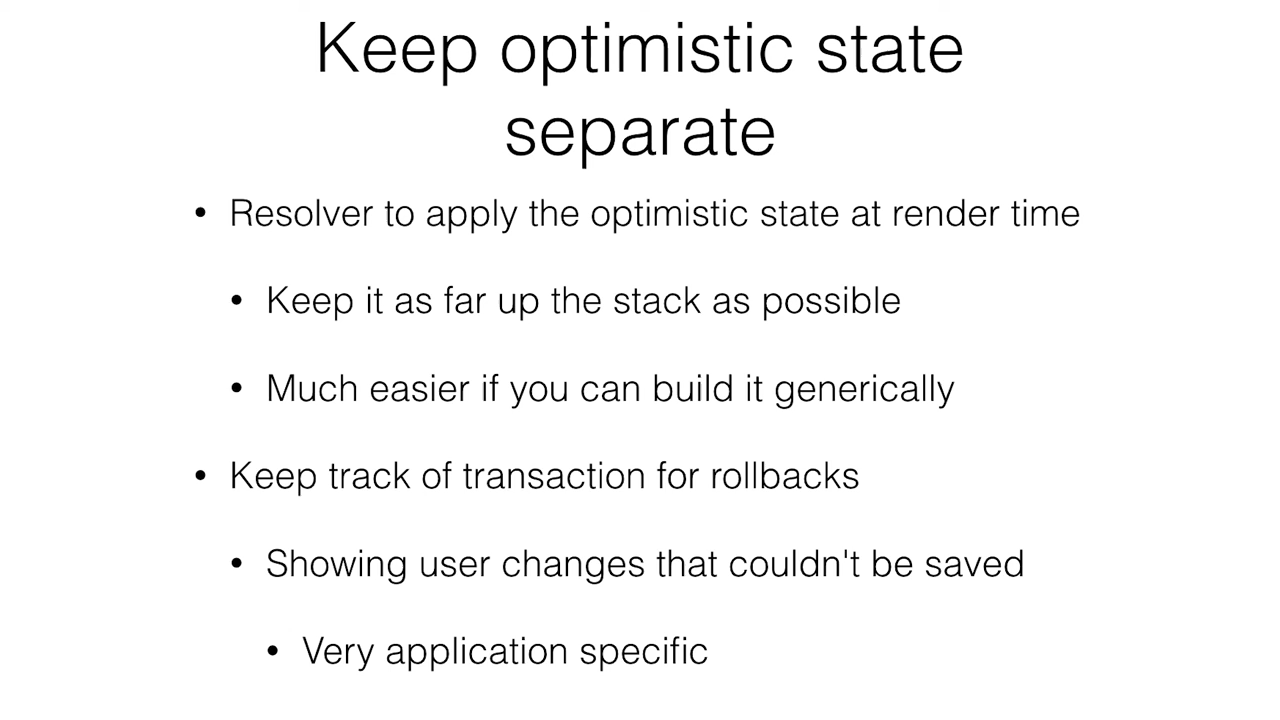 Keep optimistic state
separate
• Resolver to apply the optimistic state at render time
• Keep it as far up the stack as possible
• Much easier if you can build it generically
• Keep track of transaction for rollbacks
• Showing user changes that couldn't be saved
• Very application specific